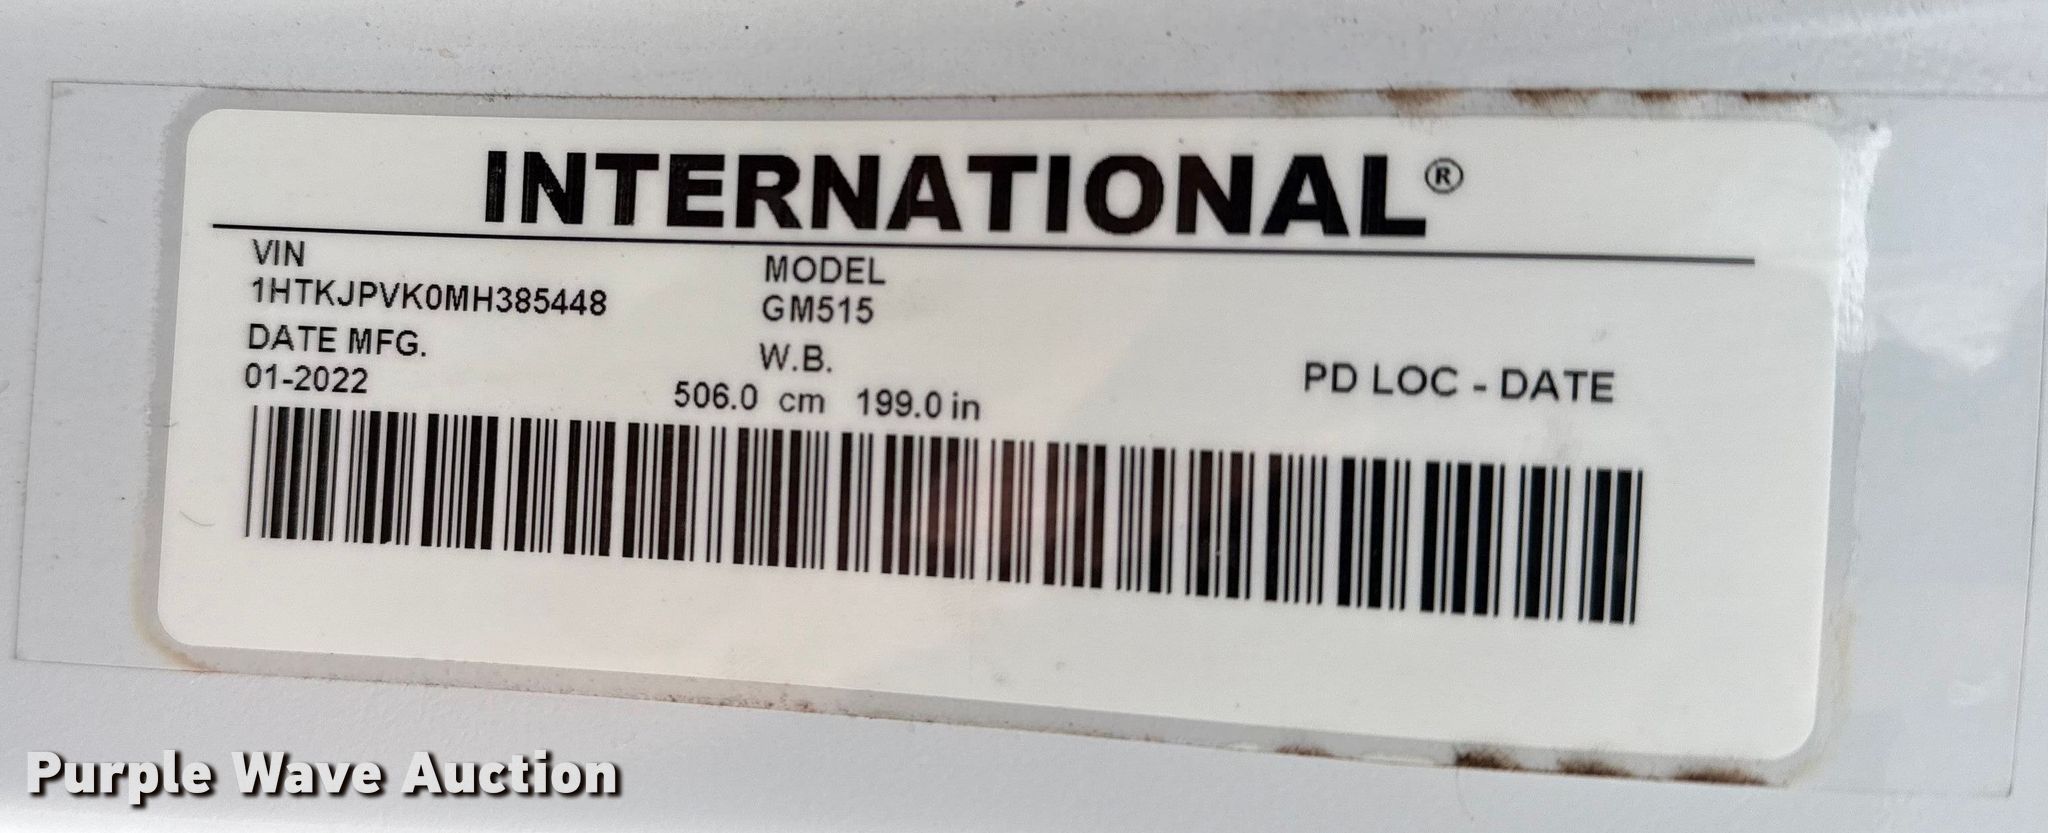 INTERNATIONAL®
VIN
1HTKJPVK0MH385448
MODEL
GM515
DATE MFG.
01-2022
W.B.
506.0 cm 199.0 in
PD LOC - DATE
Purple Wave Auction